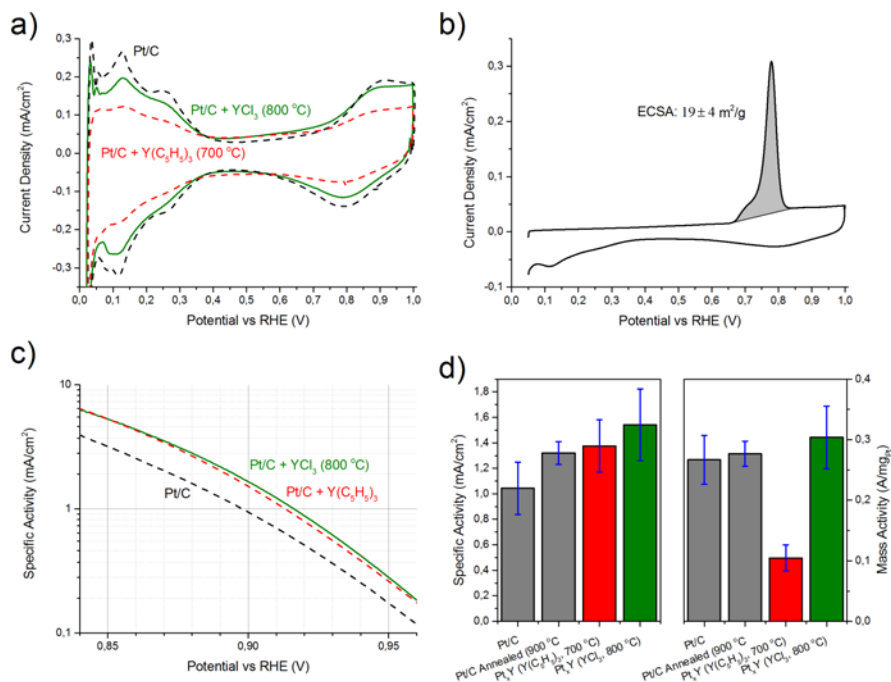 a)
0,3
0,2
0,1
0,0
-0,1
-0,2
-0,3
Current Density (mA/cm²)
Pt/C
Pt/C + YCl₃ (800 °C)
Pt/C + Y(C₅H₅)₃ (700 °C)
0,0 0,1 0,2 0,3 0,4 0,5 0,6 0,7 0,8 0,9 1,0
Potential vs RHE (V)
b)
0,3
0,2
0,1
0,0
-0,1
Current Density (mA/cm²)
ECSA: 19 ± 4 m²/g
0,0 0,1 0,2 0,3 0,4 0,5 0,6 0,7 0,8 0,9 1,0
Potential vs RHE (V)
c)
10
1
0,1
Specific Activity (mA/cm²)
Pt/C + YCl₃ (800 °C)
Pt/C
Pt/C + Y(C₅H₅)₃
0,85 0,90 0,95
Potential vs RHE (V)
d)
1,8
1,6
1,4
1,2
1,0
0,8
0,6
0,4
0,2
0,0
Specific Activity (mA/cm²)
Pt/C
Pt/C Annealed (900 °C
PtₓY (Y(C₅H₅)₃, 700 °C)
PtₓY (YCl₃, 800 °C)
0,4
0,3
0,2
0,1
0,0
Mass Activity (A/mgₚₜ)
Pt/C
Pt/C Annealed (900 °C
PtₓY (Y(C₅H₅)₃, 700 °C)
PtₓY (YCl₃, 800 °C)